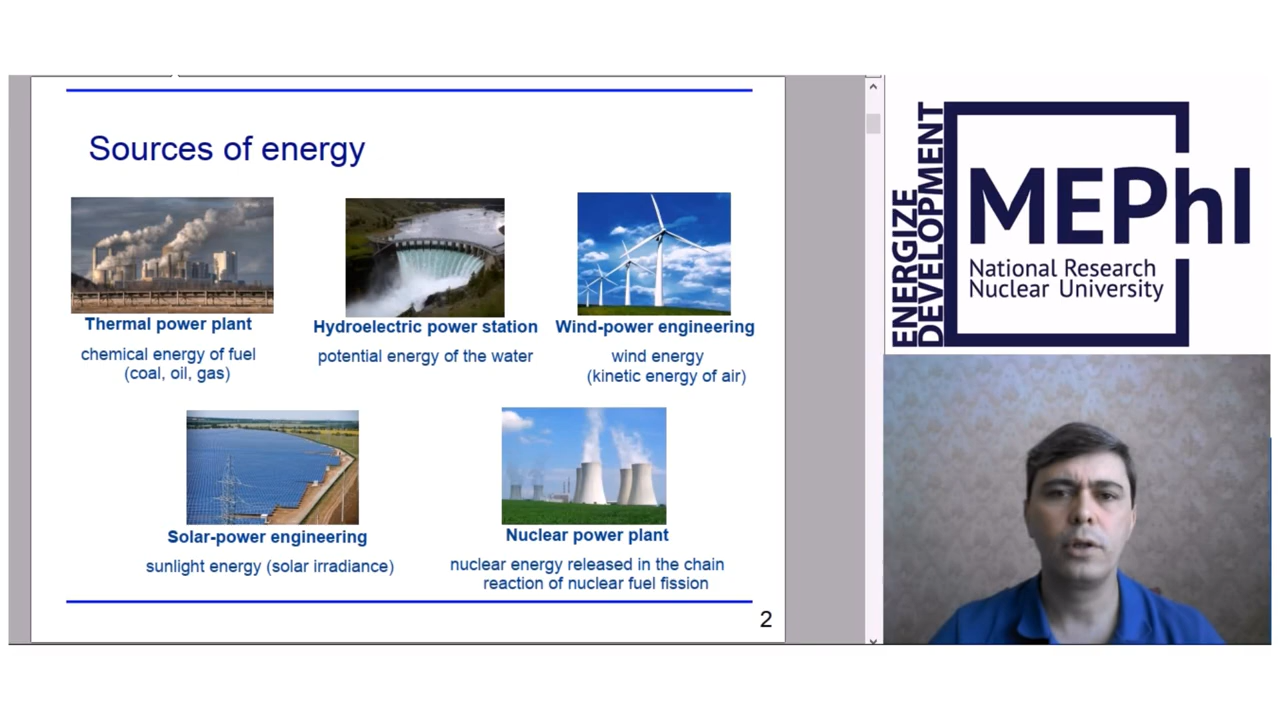 Sources of energy
Thermal power plant
chemical energy of fuel
(coal, oil, gas)
Hydroelectric power station
potential energy of the water
Wind-power engineering
wind energy
(kinetic energy of air)
Solar-power engineering
sunlight energy (solar irradiance)
Nuclear power plant
nuclear energy released in the chain
reaction of nuclear fuel fission
2
ENERGIZE
DEVELOPMENT
MEPhI
National Research
Nuclear University